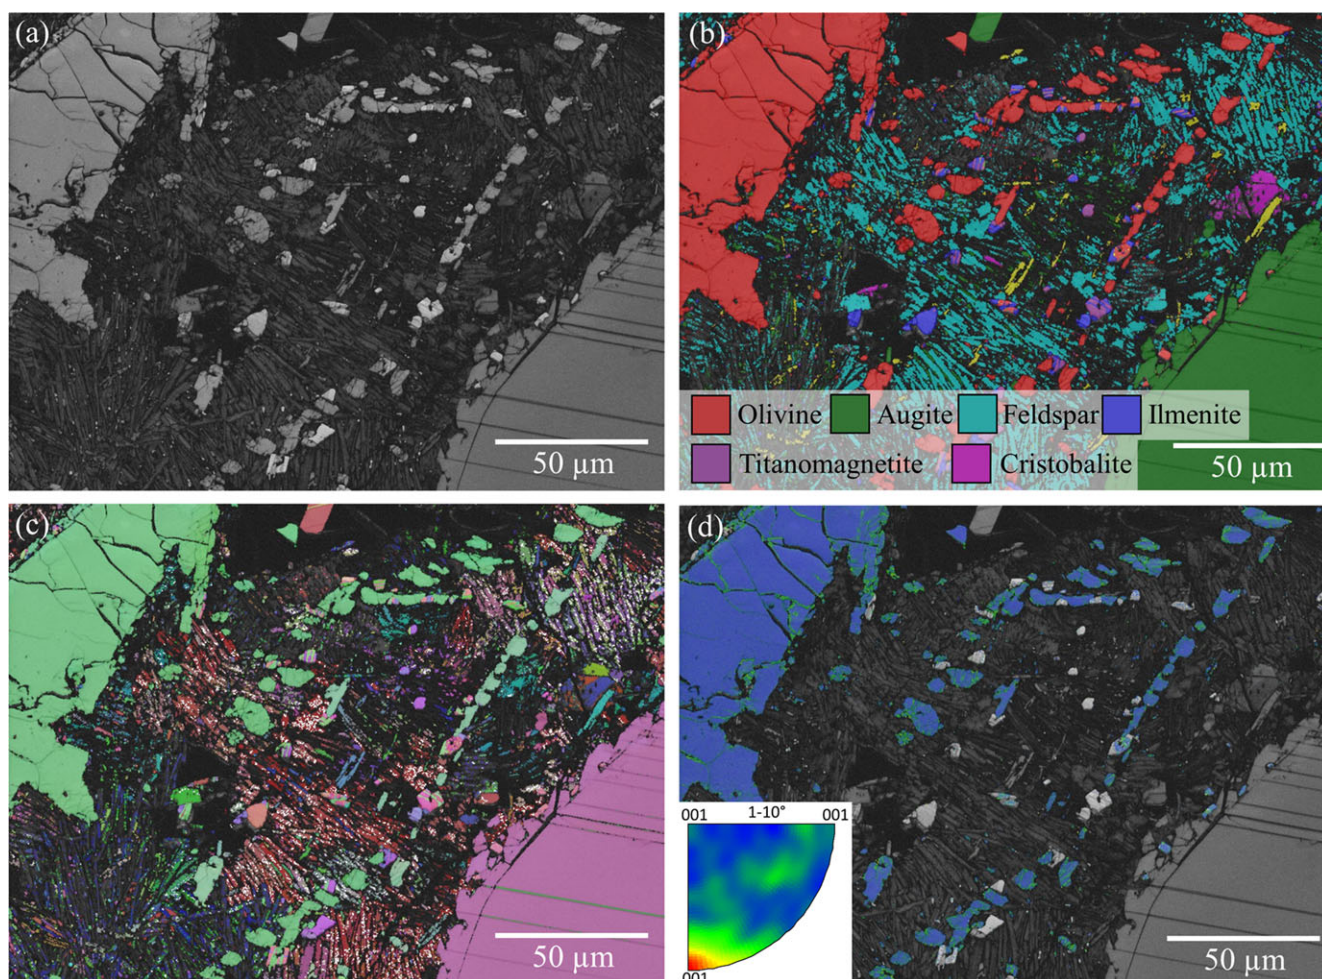 (a)
50 µm
(b)
Olivine Augite Feldspar Ilmenite
Titanomagnetite Cristobalite
50 µm
(c)
50 µm
(d)
001 1-10° 001
001
50 µm